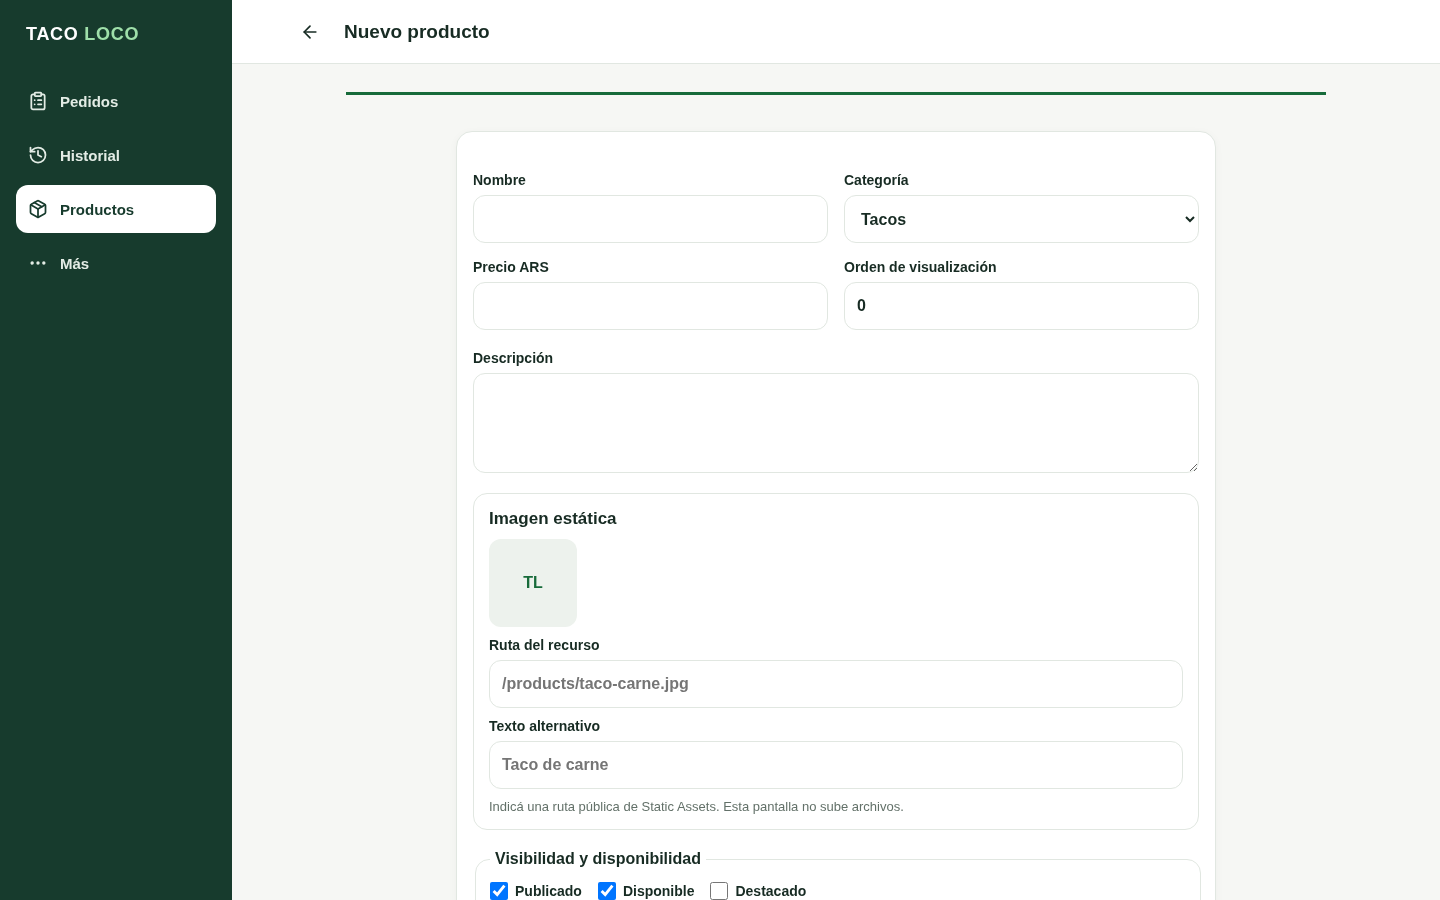 TACO LOCO
Nuevo producto
Pedidos
Historial
Productos
Más
Nombre
Categoría
Tacos
Precio ARS
Orden de visualización
0
Descripción
Imagen estática
TL
Ruta del recurso
/products/taco-carne.jpg
Texto alternativo
Taco de carne
Indicá una ruta pública de Static Assets. Esta pantalla no sube archivos.
Visibilidad y disponibilidad
Publicado Disponible Destacado